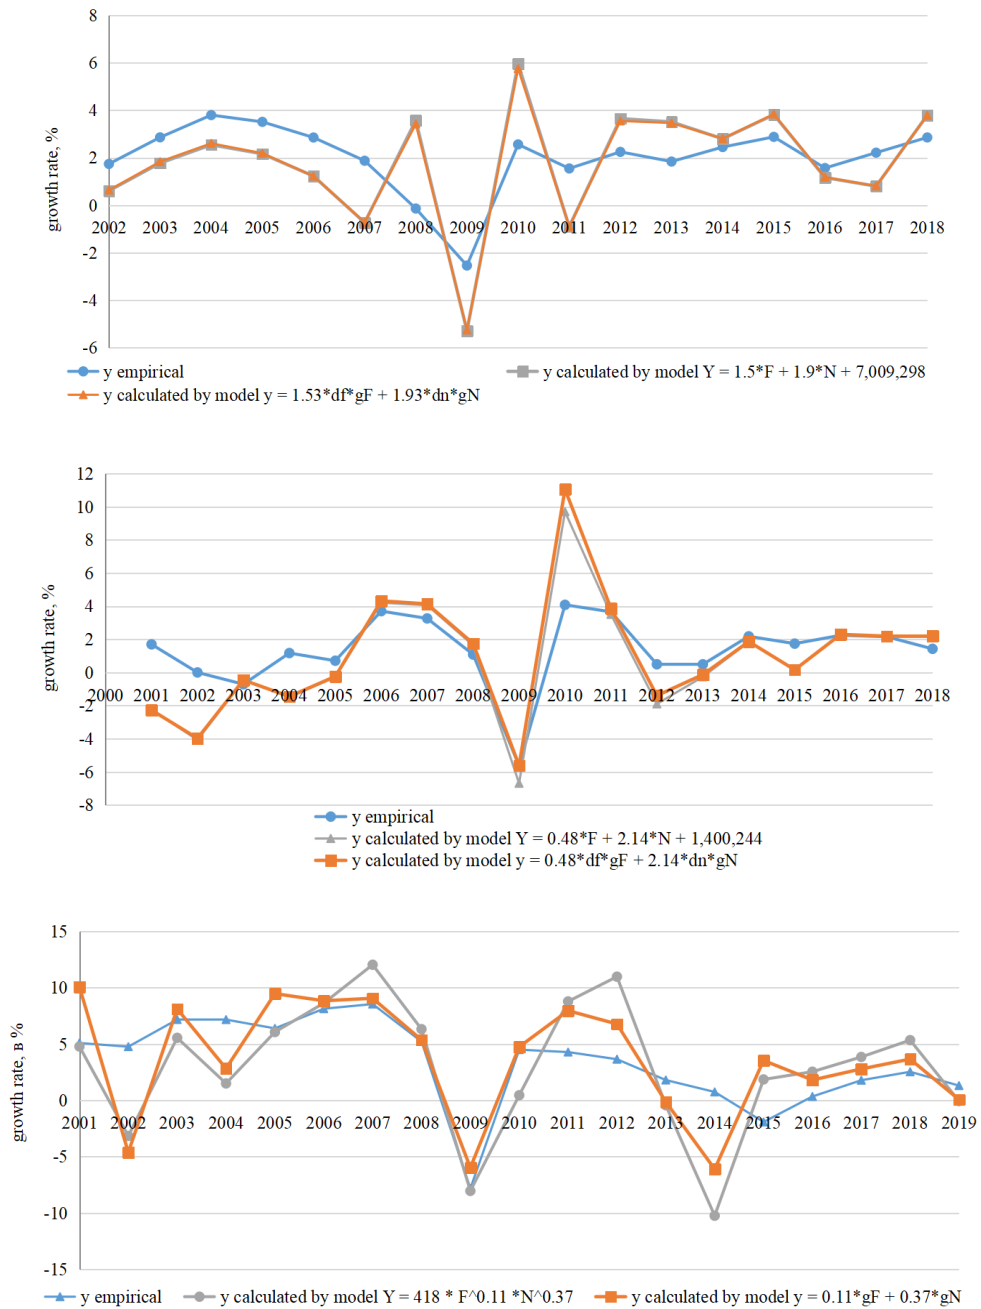 8
6
4
2
0
-2
-4
-6
growth rate, %
2002 2003 2004 2005 2006 2007 2008 2009 2010 2011 2012 2013 2014 2015 2016 2017 2018
y empirical
y calculated by model Y = 1.5*F + 1.9*N + 7,009,298
y calculated by model y = 1.53*df*gF + 1.93*dn*gN
12
10
8
6
4
2
0
-2
-4
-6
-8
growth rate, %
2000 2001 2002 2003 2004 2005 2006 2007 2008 2009 2010 2011 2012 2013 2014 2015 2016 2017 2018
y empirical
y calculated by model Y = 0.48*F + 2.14*N + 1,400,244
y calculated by model y = 0.48*df*gF + 2.14*dn*gN
15
10
5
0
-5
-10
-15
growth rate, в %
2001 2002 2003 2004 2005 2006 2007 2008 2009 2010 2011 2012 2013 2014 2015 2016 2017 2018 2019
y empirical
y calculated by model Y = 418 * F^0.11 *N^0.37
y calculated by model y = 0.11*gF + 0.37*gN